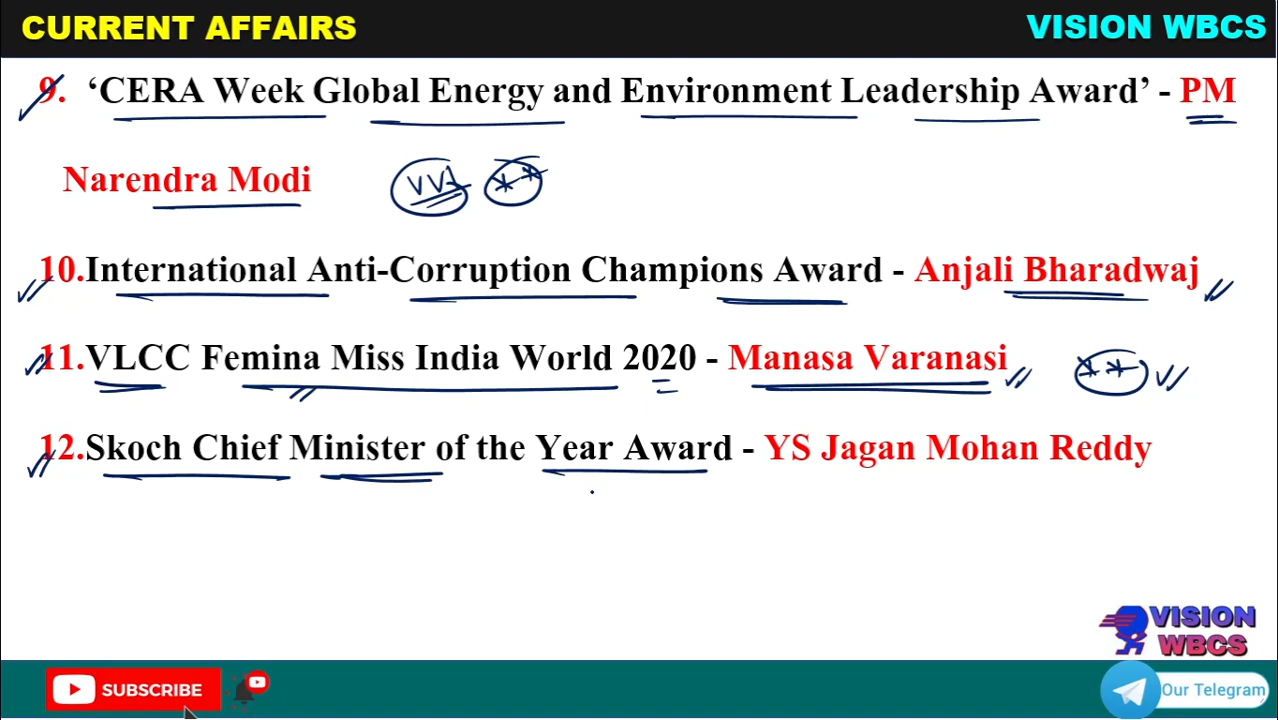 CURRENT AFFAIRS
VISION WBCS
9. ‘CERA Week Global Energy and Environment Leadership Award’ - PM
Narendra Modi VVI **
10.International Anti-Corruption Champions Award - Anjali Bharadwaj
11.VLCC Femina Miss India World 2020 - Manasa Varanasi **
12.Skoch Chief Minister of the Year Award - YS Jagan Mohan Reddy
VISION
WBCS
SUBSCRIBE
Our Telegram